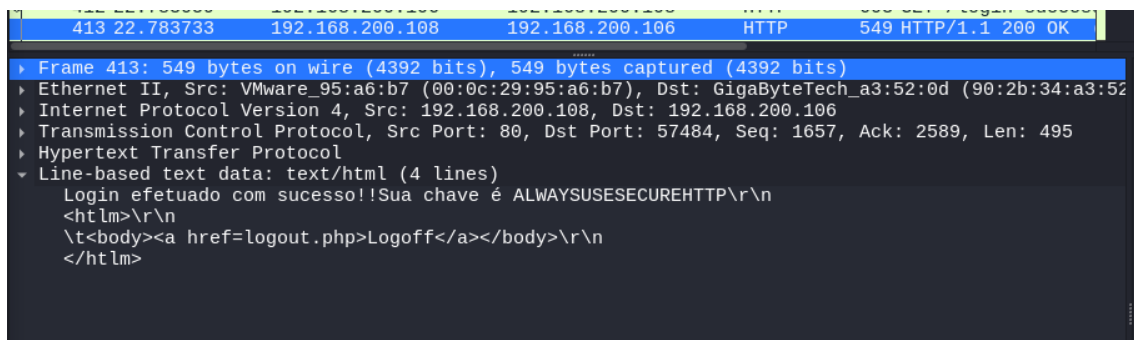 413 22.783733 192.168.200.108 192.168.200.106 HTTP 549 HTTP/1.1 200 OK
Frame 413: 549 bytes on wire (4392 bits), 549 bytes captured (4392 bits)
Ethernet II, Src: VMware_95:a6:b7 (00:0c:29:95:a6:b7), Dst: GigaByteTech_a3:52:0d (90:2b:34:a3:52
Internet Protocol Version 4, Src: 192.168.200.108, Dst: 192.168.200.106
Transmission Control Protocol, Src Port: 80, Dst Port: 57484, Seq: 1657, Ack: 2589, Len: 495
Hypertext Transfer Protocol
Line-based text data: text/html (4 lines)
Login efetuado com sucesso!!Sua chave é ALWAYSUSESECUREHTTP\r\n
<htlm>\r\n
\t<body><a href=logout.php>Logoff</a></body>\r\n
</htlm>